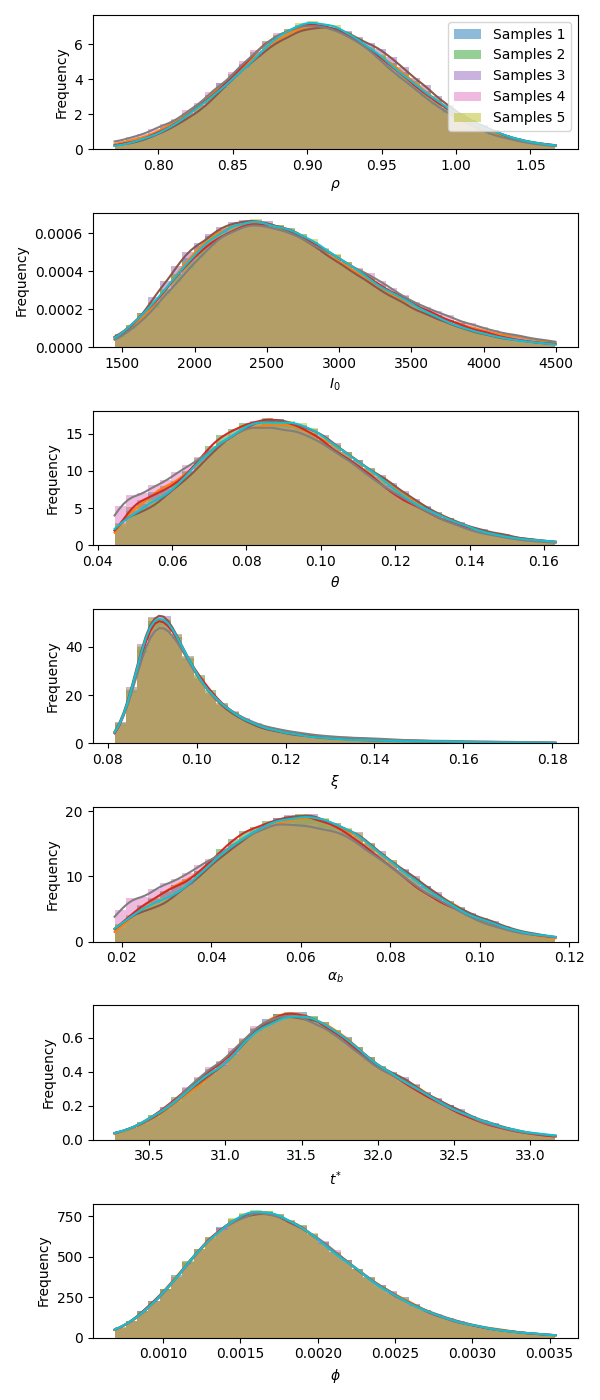 Frequency
6
4
2
0
Samples 1
Samples 2
Samples 3
Samples 4
Samples 5
0.80 0.85 0.90 0.95 1.00 1.05
ρ
Frequency
0.0006
0.0004
0.0002
0.0000
1500 2000 2500 3000 3500 4000 4500
I₀
Frequency
15
10
5
0
0.04 0.06 0.08 0.10 0.12 0.14 0.16
θ
Frequency
40
20
0
0.08 0.10 0.12 0.14 0.16 0.18
ξ
Frequency
20
10
0
0.02 0.04 0.06 0.08 0.10 0.12
α_b
Frequency
0.6
0.4
0.2
0.0
30.5 31.0 31.5 32.0 32.5 33.0
t*
Frequency
750
500
250
0
0.0010 0.0015 0.0020 0.0025 0.0030 0.0035
ϕ